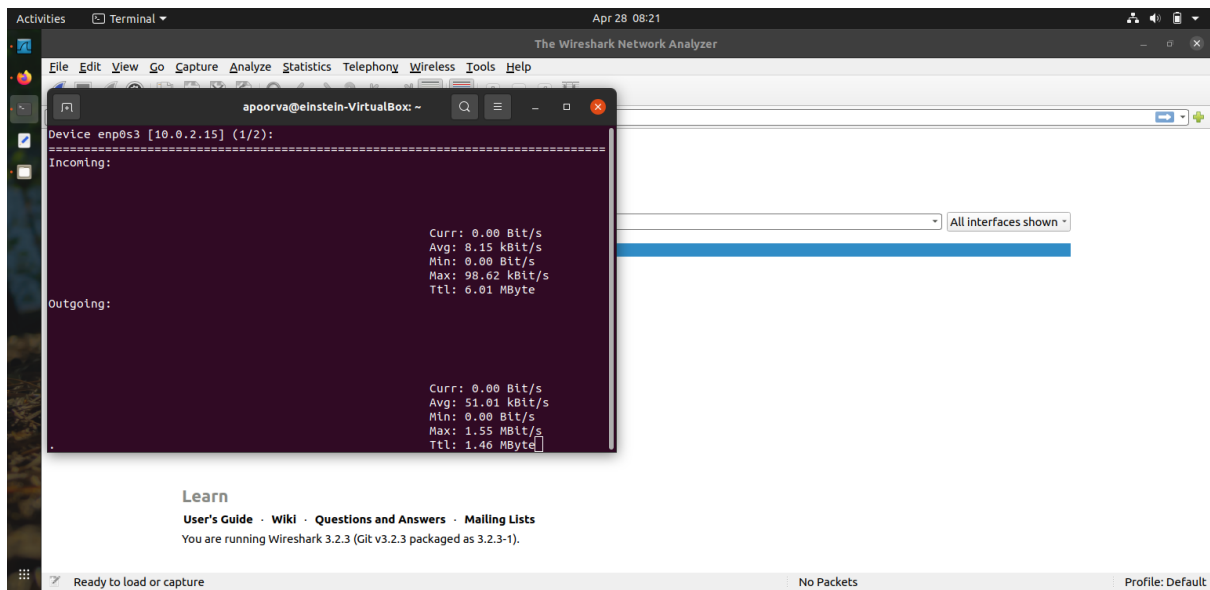 Activities Terminal Apr 28 08:21
The Wireshark Network Analyzer
File Edit View Go Capture Analyze Statistics Telephony Wireless Tools Help
apoorva@einstein-VirtualBox: ~
Device enp0s3 [10.0.2.15] (1/2):
================================================================================
Incoming:
Curr: 0.00 Bit/s
Avg: 8.15 kBit/s
Min: 0.00 Bit/s
Max: 98.62 kBit/s
Ttl: 6.01 MByte
Outgoing:
Curr: 0.00 Bit/s
Avg: 51.01 kBit/s
Min: 0.00 Bit/s
Max: 1.55 MBit/s
. Ttl: 1.46 MByte
All interfaces shown
Learn
User's Guide · Wiki · Questions and Answers · Mailing Lists
You are running Wireshark 3.2.3 (Git v3.2.3 packaged as 3.2.3-1).
Ready to load or capture No Packets Profile: Default